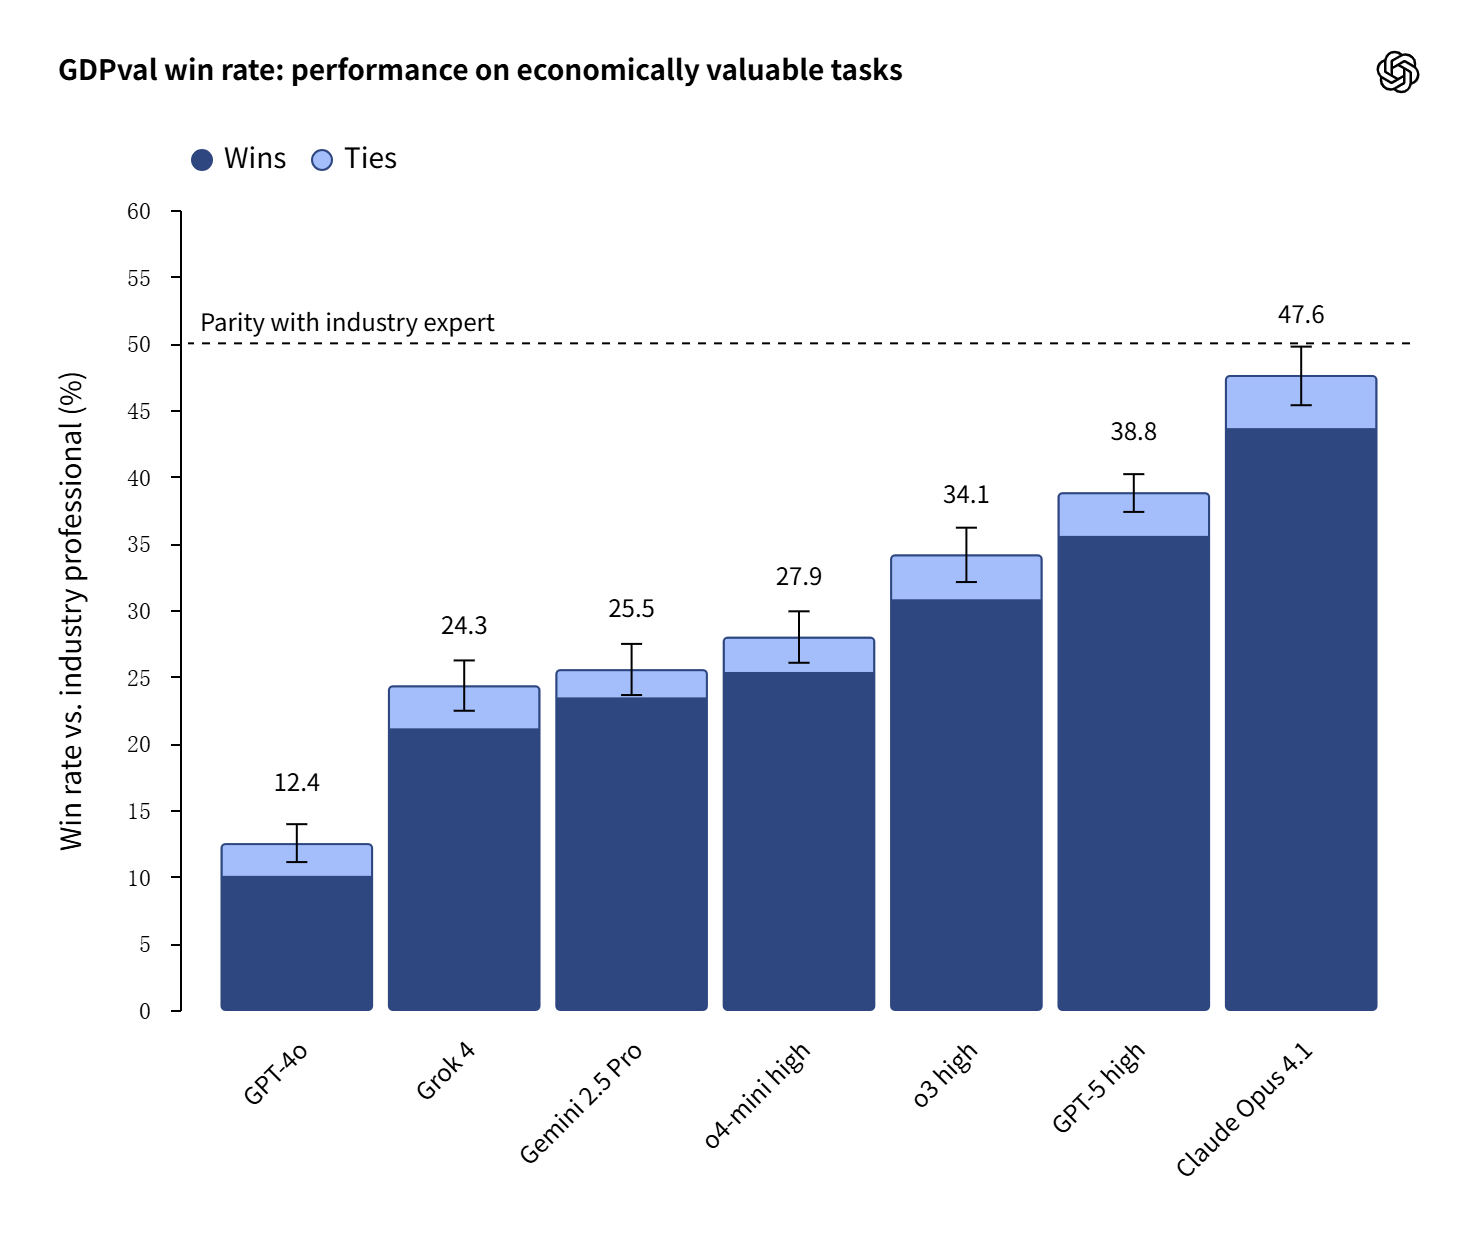 GDPval win rate: performance on economically valuable tasks
Wins
Ties
60
55
50
45
40
35
30
25
20
15
10
5
0
Win rate vs. industry professional (%)
Parity with industry expert
12.4
24.3
25.5
27.9
34.1
38.8
47.6
GPT-4o
Grok 4
Gemini 2.5 Pro
o4-mini high
o3 high
GPT-5 high
Claude Opus 4.1